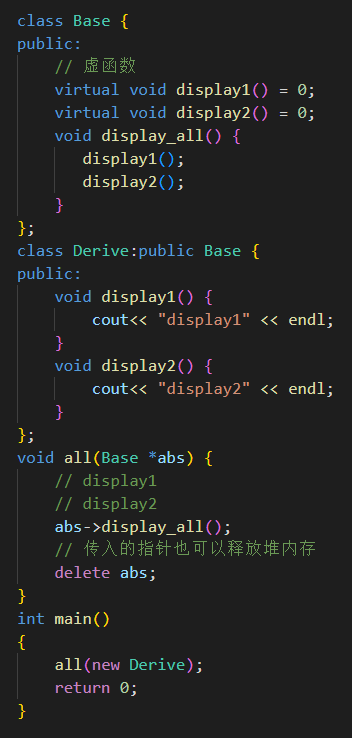 class Base {
public:
    // 虚函数
    virtual void display1() = 0;
    virtual void display2() = 0;
    void display_all() {
       display1();
       display2();
    }
};
class Derive:public Base {
public:
    void display1() {
        cout<< "display1" << endl;
    }
    void display2() {
        cout<< "display2" << endl;
    }
};
void all(Base *abs) {
    // display1
    // display2
    abs->display_all();
    // 传入的指针也可以释放堆内存
    delete abs;
}
int main()
{
    all(new Derive);
    return 0;
}